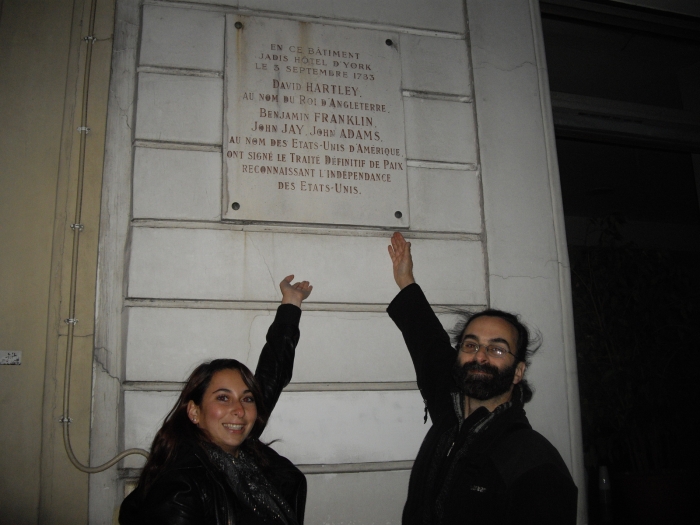 EN CE BÂTIMENT
JADIS HÔTEL D'YORK
LE 3 SEPTEMBRE 1783
DAVID HARTLEY,
AU NOM DU ROI D'ANGLETERRE,
BENJAMIN FRANKLIN,
JOHN JAY, JOHN ADAMS,
AU NOM DES ETATS-UNIS D'AMÉRIQUE,
ONT SIGNÉ LE TRAITÉ DÉFINITIF DE PAIX
RECONNAISSANT L'INDÉPENDANCE
DES ETATS-UNIS.